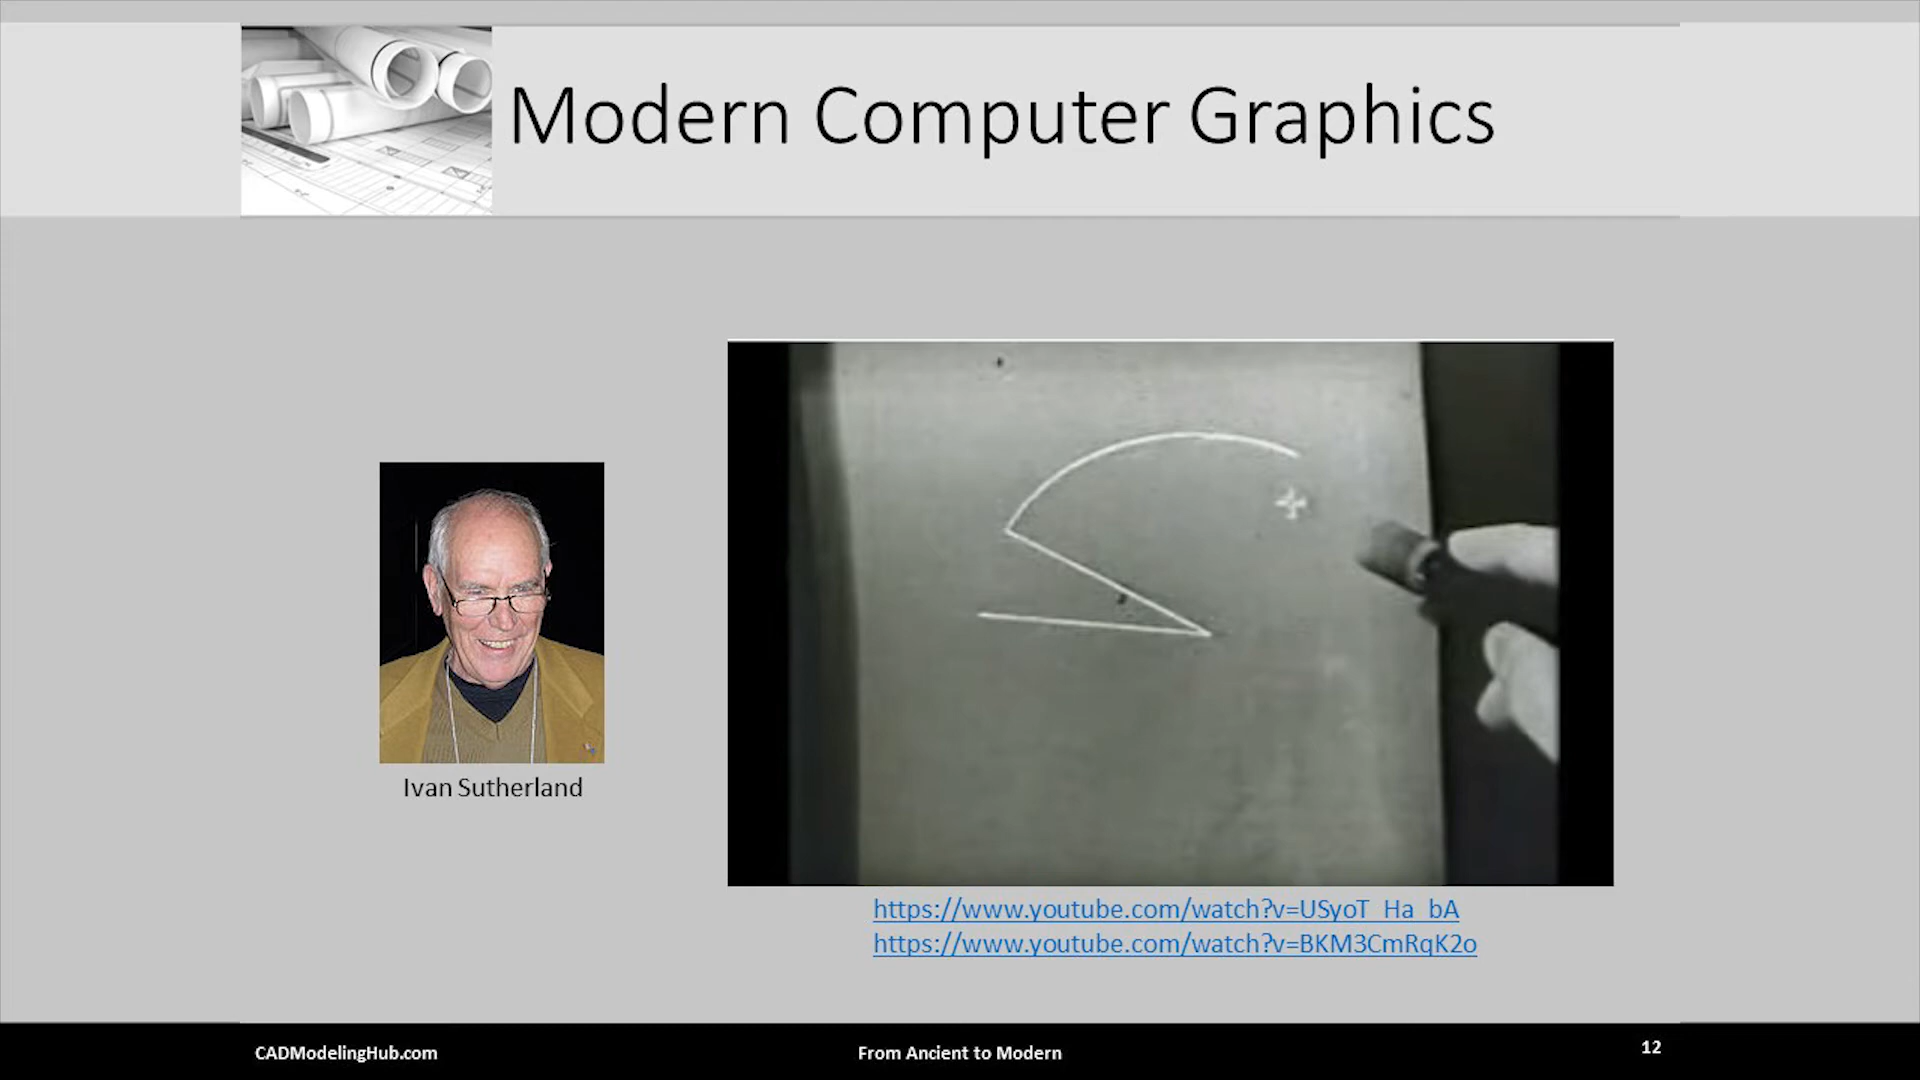 Modern Computer Graphics
Ivan Sutherland
https://www.youtube.com/watch?v=USyoT_Ha_bA
https://www.youtube.com/watch?v=BKM3CmRqK2o
CADModelingHub.com
From Ancient to Modern
12